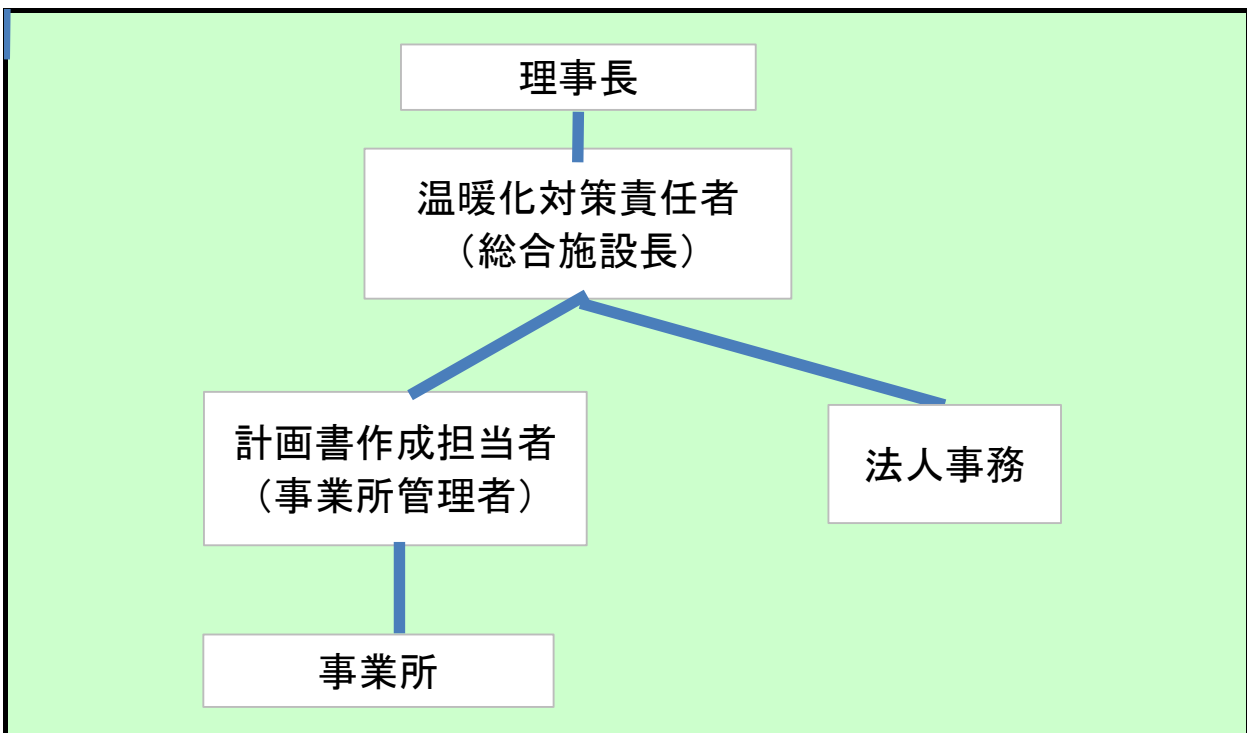 理事長
温暖化対策責任者
（総合施設長）
計画書作成担当者
（事業所管理者）
法人事務
事業所